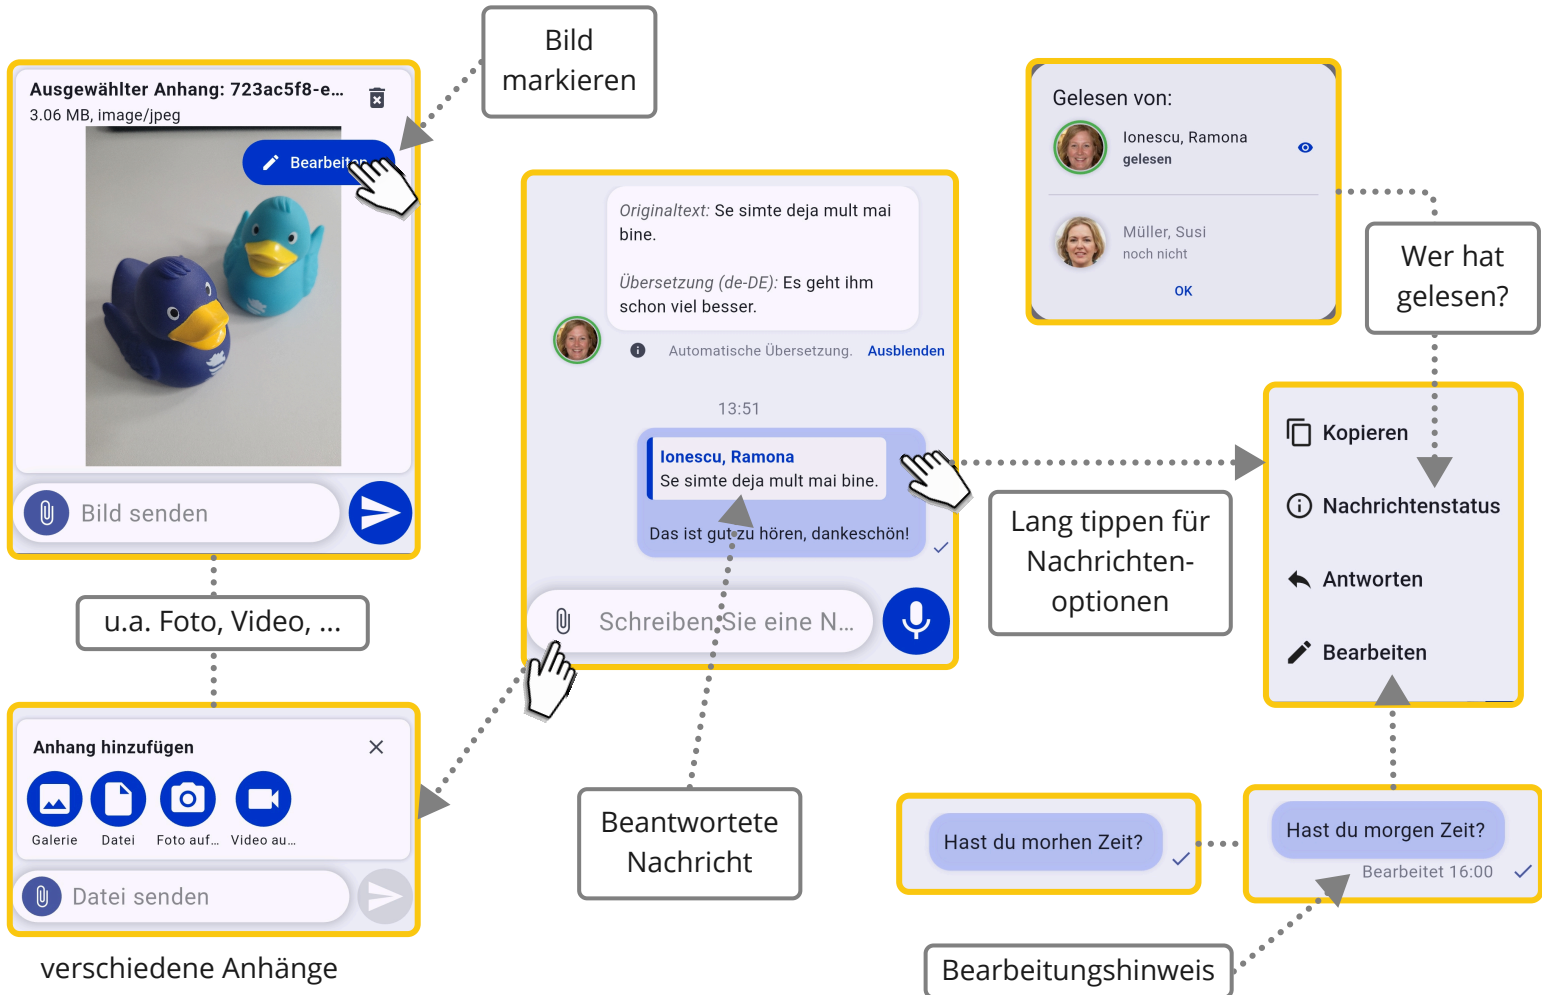 Bild
markieren
Ausgewählter Anhang: 723ac5f8-e...
3.06 MB, image/jpeg
Bearbeiten
Bild senden
u.a. Foto, Video, ...
Anhang hinzufügen
Galerie
Datei
Foto auf...
Video au...
Datei senden
verschiedene Anhänge
Originaltext: Se simte deja mult mai
bine.
Übersetzung (de-DE): Es geht ihm
schon viel besser.
Automatische Übersetzung. Ausblenden
13:51
Ionescu, Ramona
Se simte deja mult mai bine.
Das ist gut zu hören, dankeschön!
Schreiben Sie eine N...
Beantwortete
Nachricht
Lang tippen für
Nachrichten-
optionen
Gelesen von:
Ionescu, Ramona
gelesen
Müller, Susi
noch nicht
OK
Wer hat
gelesen?
Kopieren
Nachrichtenstatus
Antworten
Bearbeiten
Hast du morhen Zeit?
Hast du morgen Zeit?
Bearbeitet 16:00
Bearbeitungshinweis